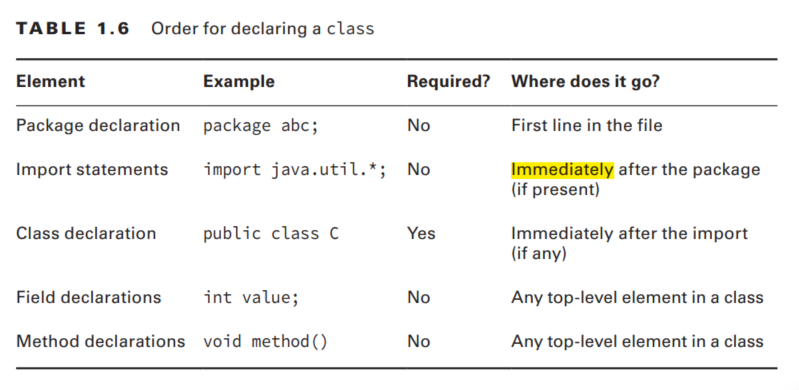 TABLE 1.6 Order for declaring a class
Element Example Required? Where does it go?
Package declaration package abc; No First line in the file
Import statements import java.util.*; No Immediately after the package
(if present)
Class declaration public class C Yes Immediately after the import
(if any)
Field declarations int value; No Any top-level element in a class
Method declarations void method() No Any top-level element in a class